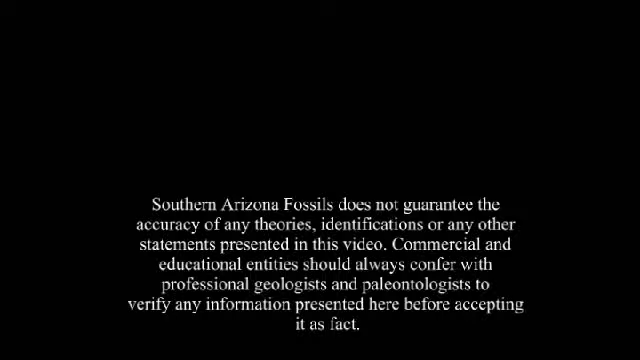 Southern Arizona Fossils does not guarantee the
accuracy of any theories, identifications or any other
statements presented in this video. Commercial and
educational entities should always confer with
professional geologists and paleontologists to
verify any information presented here before accepting
it as fact.